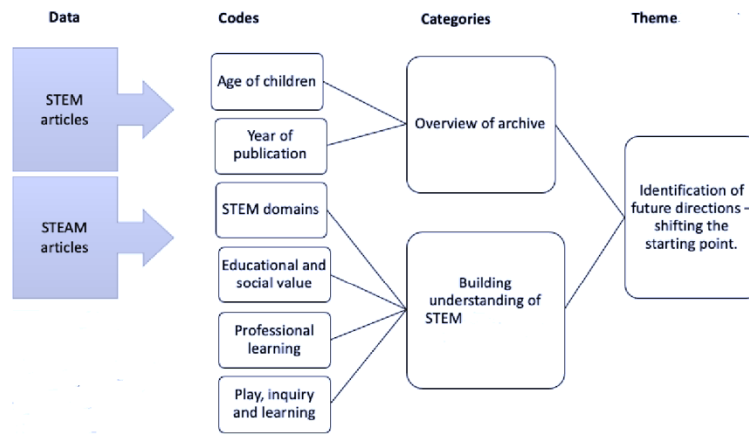 Data
Codes
Categories
Theme
STEM
articles
STEAM
articles
Age of children
Year of
publication
STEM domains
Educational and
social value
Professional
learning
Play, inquiry
and learning
Overview of archive
Building
understanding of
STEM
Identification of
future directions –
shifting the
starting point.